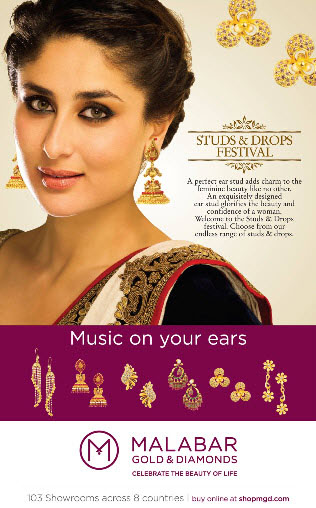 STUDS & DROPS
FESTIVAL
A perfect ear stud adds charm to the
feminine beauty like no other.
An exquisitely designed
ear stud glorifies the beauty and
confidence of a woman.
Welcome to the Studs & Drops
festival. Choose from our
endless range of studs & drops.
Music on your ears
M
MALABAR
GOLD & DIAMONDS
CELEBRATE THE BEAUTY OF LIFE
103 Showrooms across 8 countries | buy online at shopmgd.com